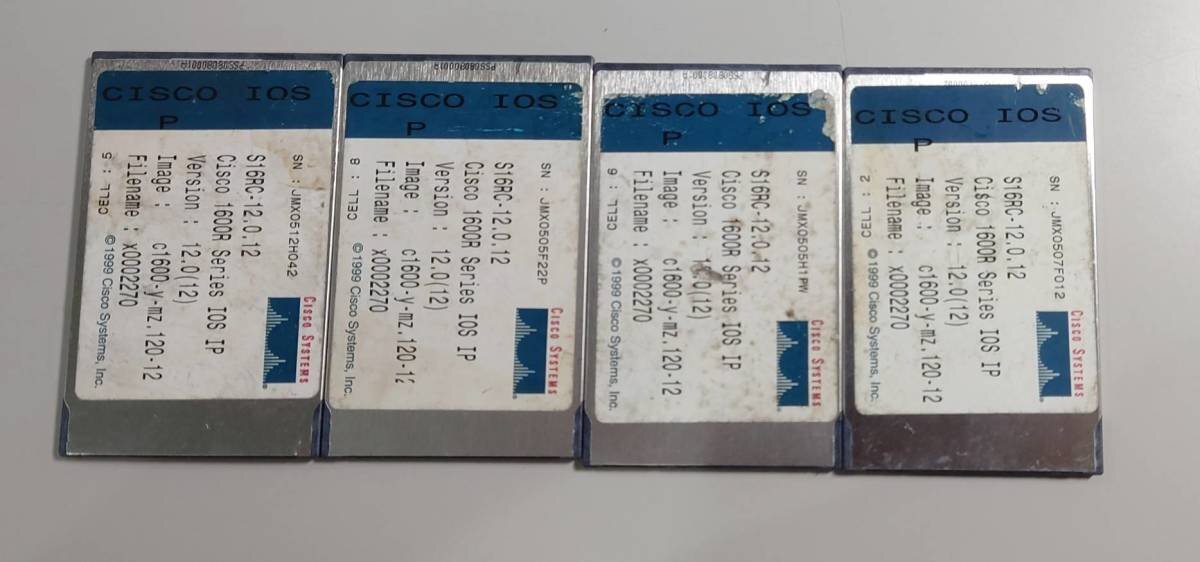 CISCO IOS
P
SN : JMX0512H042
S16RC-12.0.12
Cisco 1600R Series IOS IP
Version : 12.0(12)
Image : c1600-y-mz.120-12
Filename : x0002270
CELL : 5
©1999 Cisco Systems, Inc.
CISCO SYSTEMS
CISCO IOS
P
SN : JMX0505F22P
S16RC-12.0.12
Cisco 1600R Series IOS IP
Version : 12.0(12)
Image : c1600-y-mz.120-12
Filename : x0002270
CELL : 8
©1999 Cisco Systems, Inc.
CISCO SYSTEMS
CISCO IOS
P
SN : JMX0505H1PW
S16RC-12.0.12
Cisco 1600R Series IOS IP
Version : 12.0(12)
Image : c1600-y-mz.120-12
Filename : x0002270
CELL : 6
©1999 Cisco Systems, Inc.
CISCO SYSTEMS
CISCO IOS
P
SN : JMX0507F012
S16RC-12.0.12
Cisco 1600R Series IOS IP
Version : 12.0(12)
Image : c1600-y-mz.120-12
Filename : x0002270
CELL : 2
©1999 Cisco Systems, Inc.
CISCO SYSTEMS